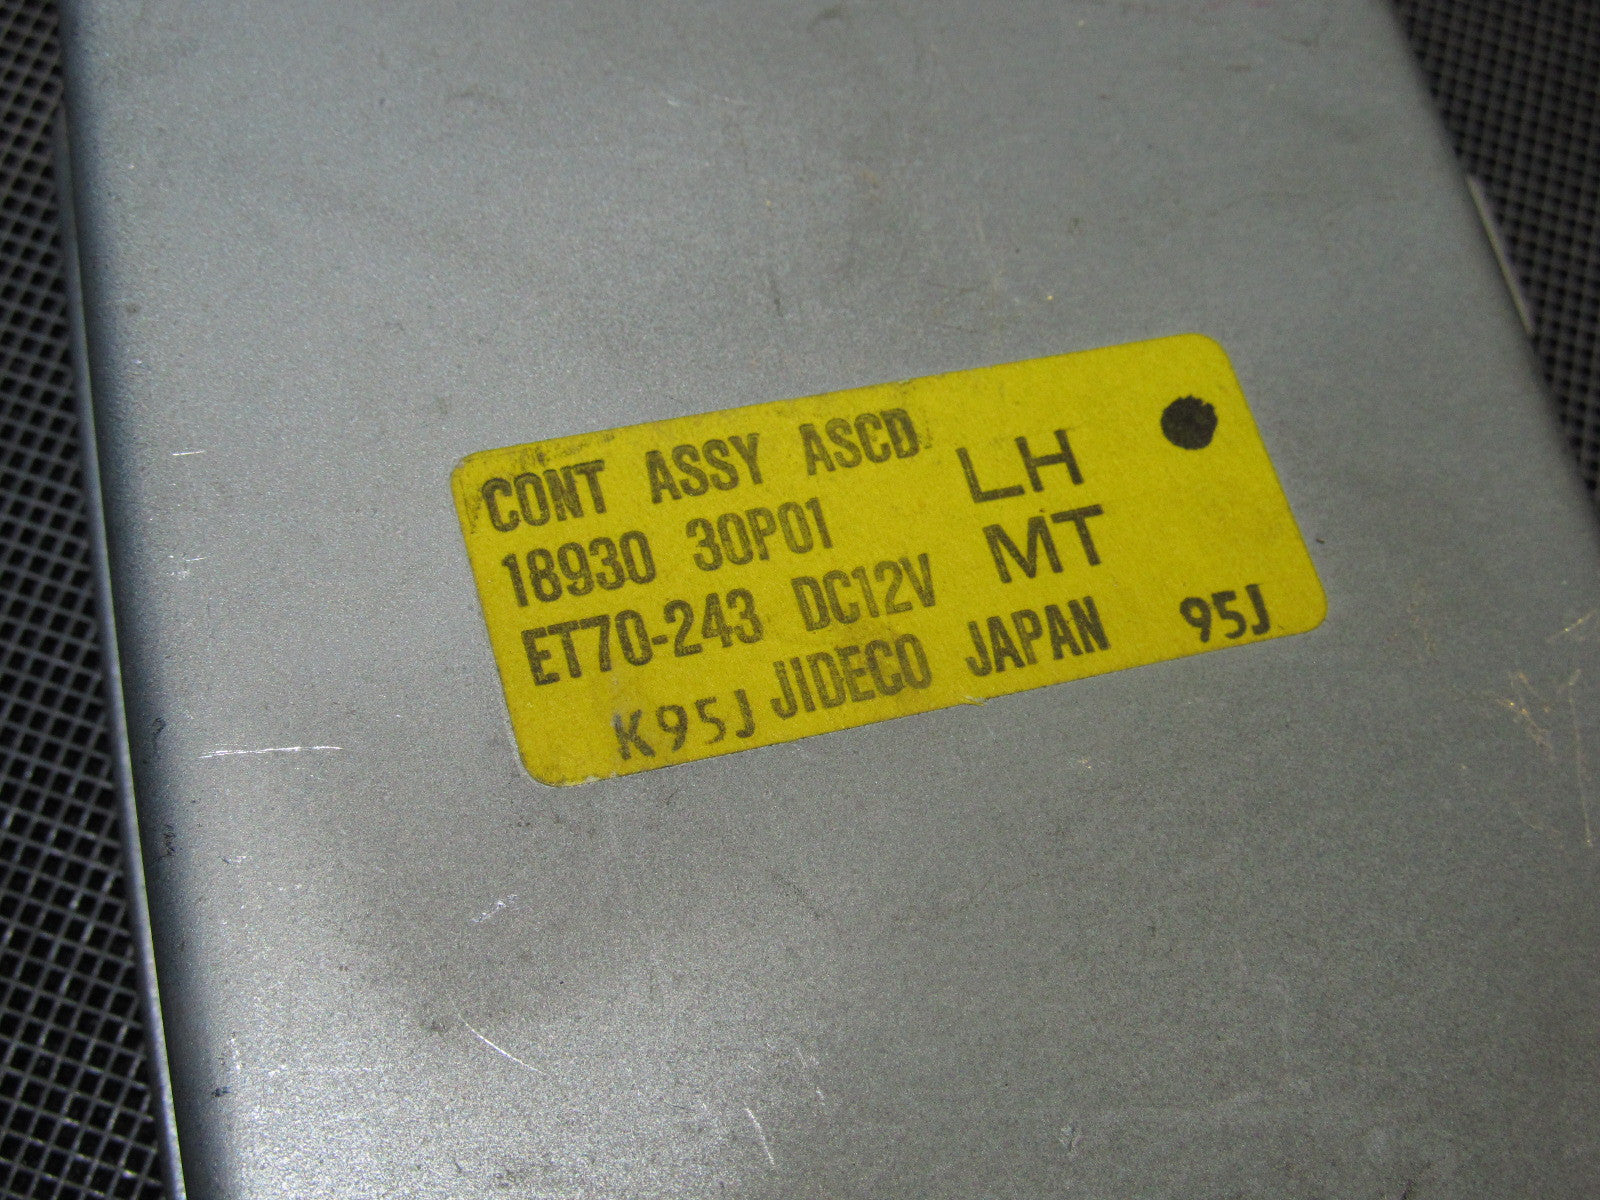 CONT ASSY ASCD LH
18930 30P01 MT
ET70-243 DC12V
K95J JIDECO JAPAN 95J